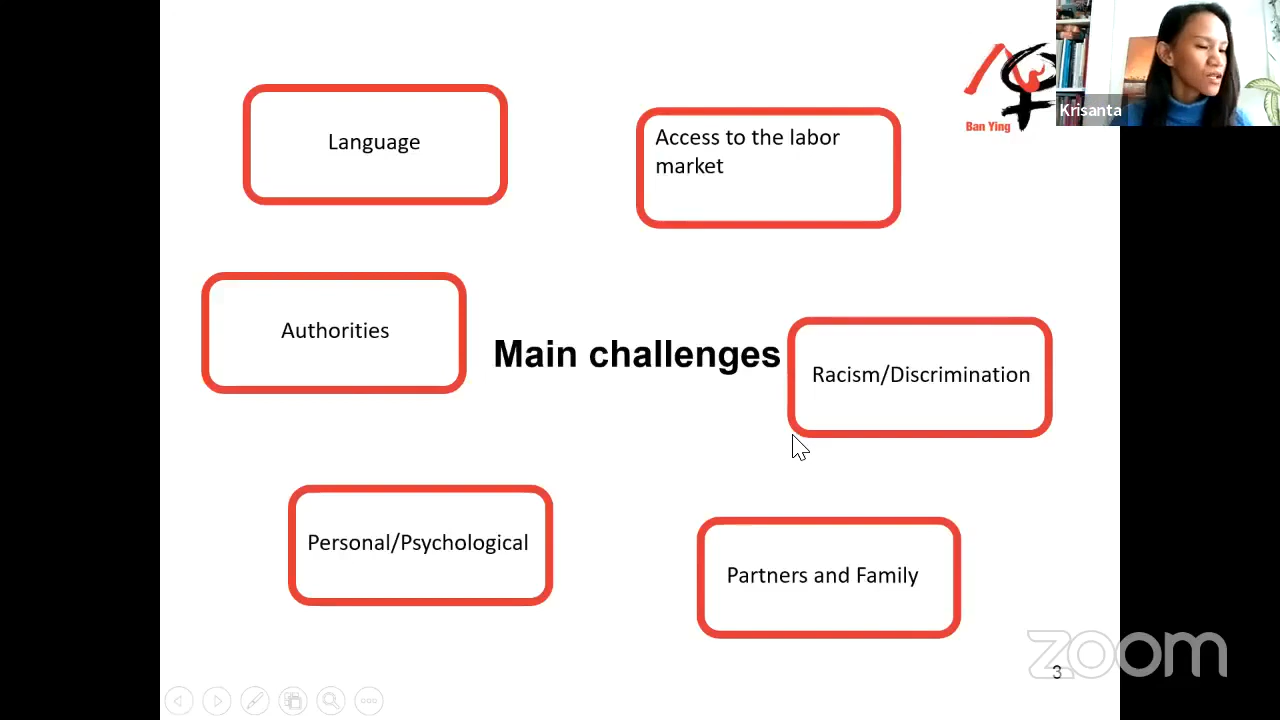 Language
Access to the labor
market
Ban Ying
Krisanta
Authorities
Main challenges
Racism/Discrimination
Personal/Psychological
Partners and Family
zoom
3